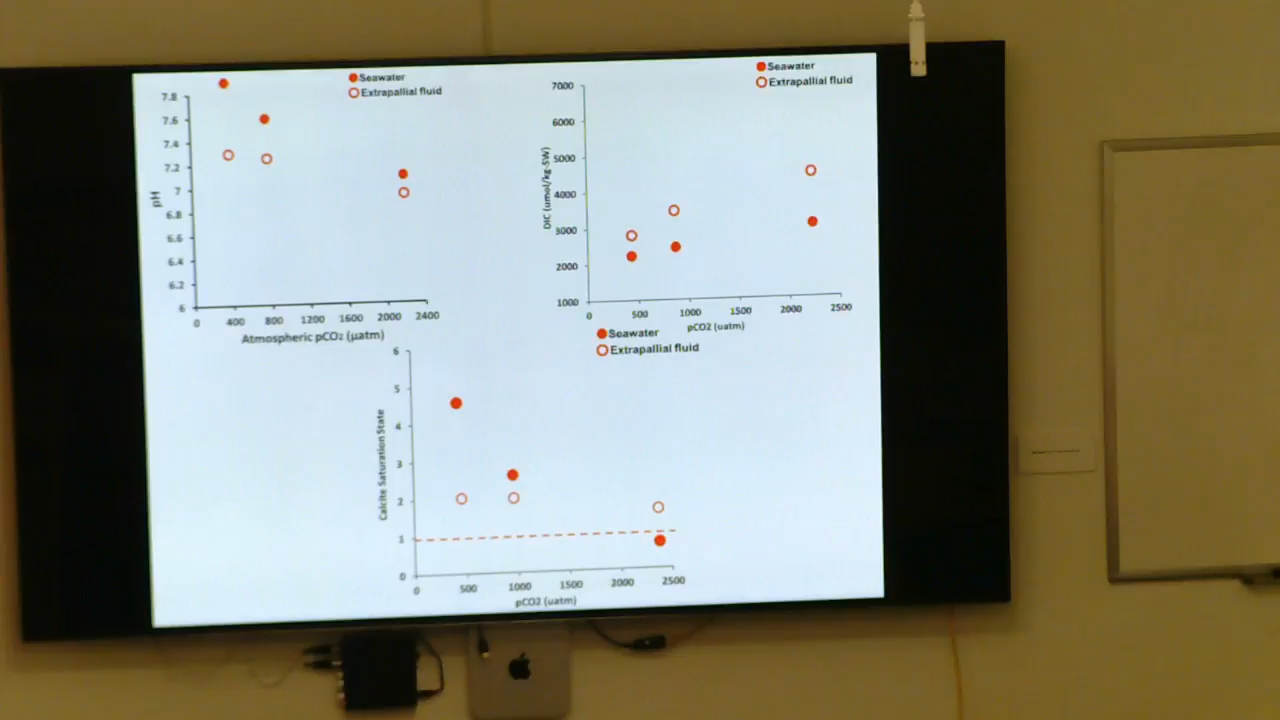 Seawater
Extrapallial fluid
7.8
7.6
7.4
7.2
7
6.8
6.6
6.4
6.2
6
pH
0 400 800 1200 1600 2000 2400
Atmospheric pCO2 (µatm)
Seawater
Extrapallial fluid
7000
6000
5000
4000
3000
2000
1000
DIC (umol/kg-SW)
0 500 1000 1500 2000 2500
pCO2 (uatm)
Seawater
Extrapallial fluid
6
5
4
3
2
1
0
Calcite Saturation State
0 500 1000 1500 2000 2500
pCO2 (uatm)